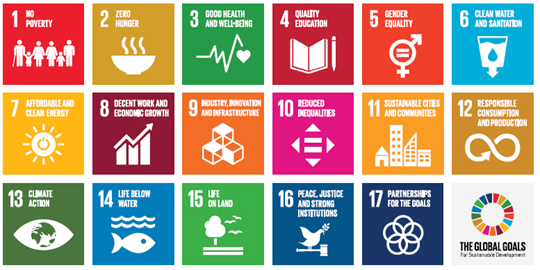 1 NO
POVERTY
2 ZERO
HUNGER
3 GOOD HEALTH
AND WELL-BEING
4 QUALITY
EDUCATION
5 GENDER
EQUALITY
6 CLEAN WATER
AND SANITATION
7 AFFORDABLE AND
CLEAN ENERGY
8 DECENT WORK AND
ECONOMIC GROWTH
9 INDUSTRY, INNOVATION
AND INFRASTRUCTURE
10 REDUCED
INEQUALITIES
11 SUSTAINABLE CITIES
AND COMMUNITIES
12 RESPONSIBLE
CONSUMPTION
AND PRODUCTION
13 CLIMATE
ACTION
14 LIFE BELOW
WATER
15 LIFE
ON LAND
16 PEACE, JUSTICE
AND STRONG
INSTITUTIONS
17 PARTNERSHIPS
FOR THE GOALS
THE GLOBAL GOALS
For Sustainable Development